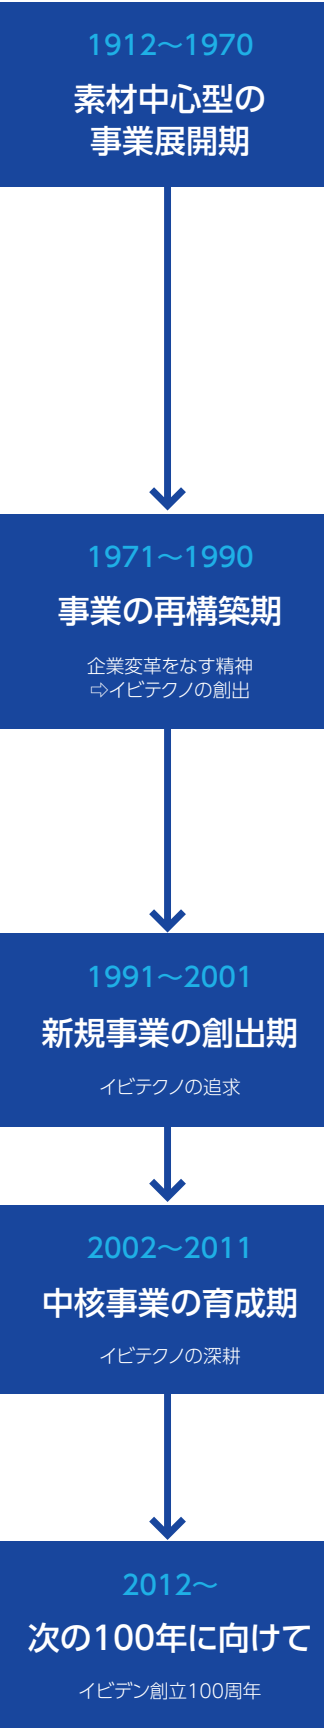 1912〜1970
素材中心型の
事業展開期
1971〜1990
事業の再構築期
企業変革をなす精神
⇨イビテクノの創出
1991〜2001
新規事業の創出期
イビテクノの追求
2002〜2011
中核事業の育成期
イビテクノの深耕
2012〜
次の100年に向けて
イビデン創立100周年